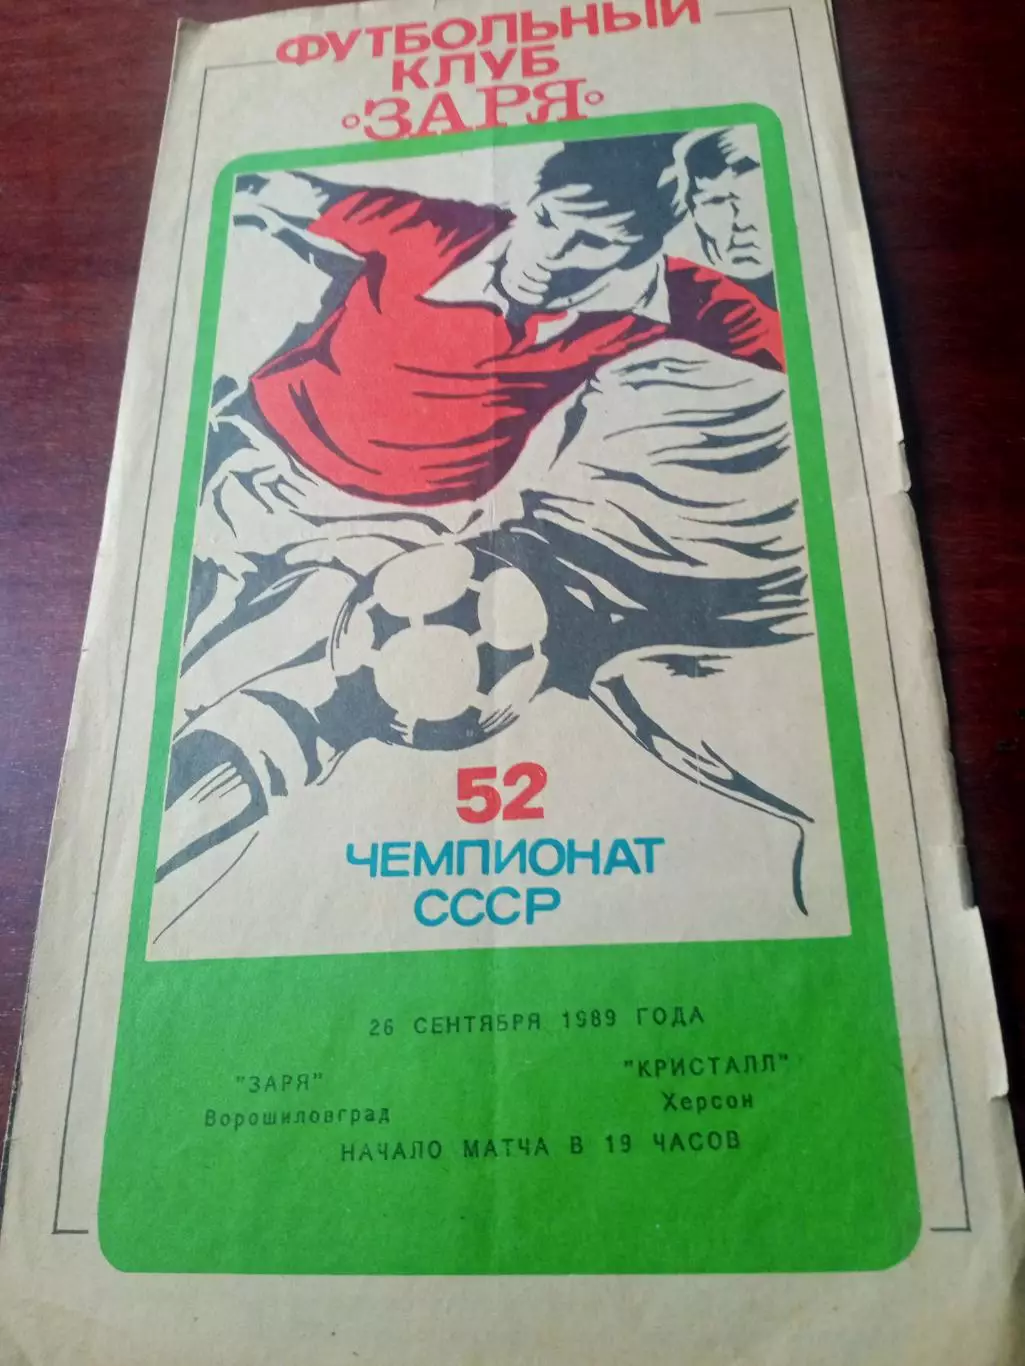 ФУТБОЛЬНЫЙ
КЛУБ
«ЗАРЯ»
52
ЧЕМПИОНАТ
СССР
26 СЕНТЯБРЯ 1989 ГОДА
"ЗАРЯ" "КРИСТАЛЛ"
Ворошиловград Херсон
НАЧАЛО МАТЧА В 19 ЧАСОВ